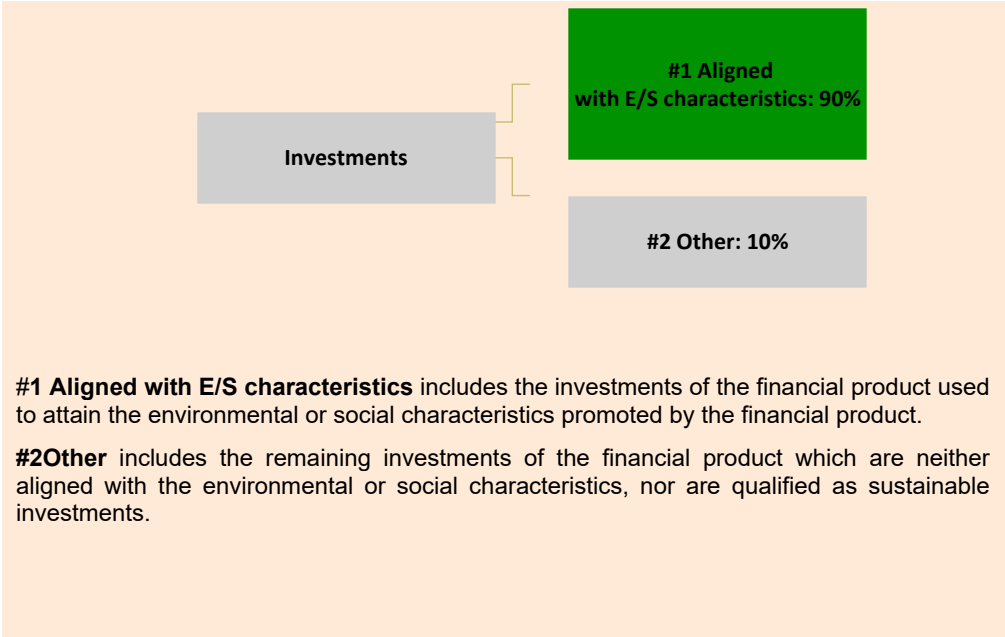 #1 Aligned
with E/S characteristics: 90%
Investments
#2 Other: 10%
#1 Aligned with E/S characteristics includes the investments of the financial product used
to attain the environmental or social characteristics promoted by the financial product.
#2Other includes the remaining investments of the financial product which are neither
aligned with the environmental or social characteristics, nor are qualified as sustainable
investments.